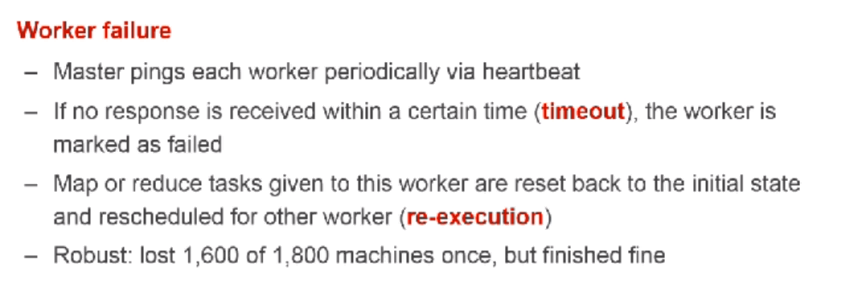 Worker failure
– Master pings each worker periodically via heartbeat
– If no response is received within a certain time (timeout), the worker is
marked as failed
– Map or reduce tasks given to this worker are reset back to the initial state
and rescheduled for other worker (re-execution)
– Robust: lost 1,600 of 1,800 machines once, but finished fine